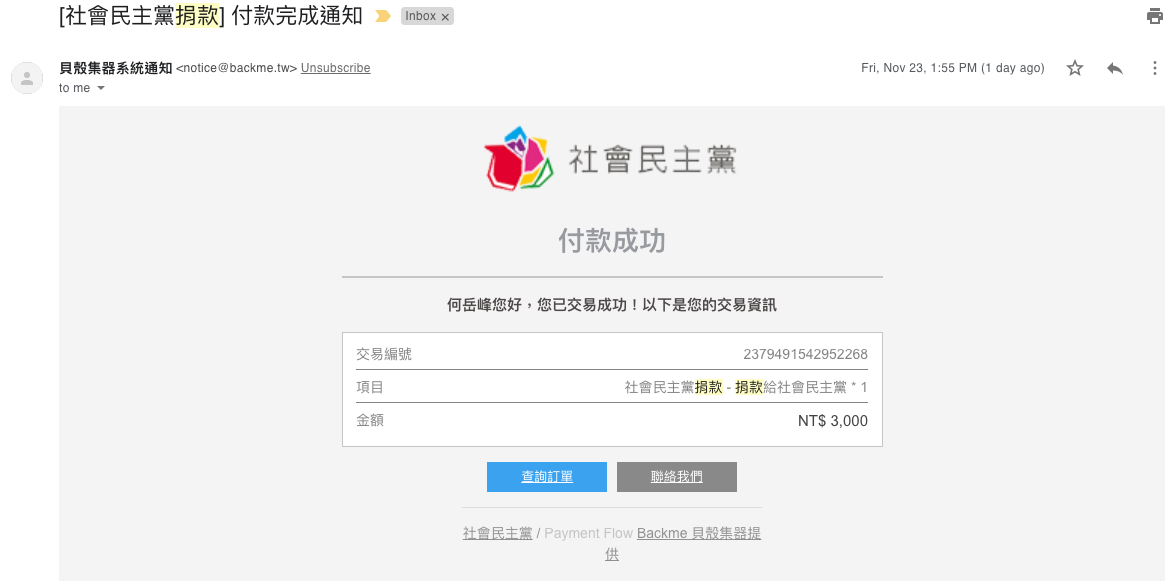 [社會民主黨捐款] 付款完成通知 Inbox ×
貝殼集器系統通知 <notice@backme.tw> Unsubscribe Fri, Nov 23, 1:55 PM (1 day ago)
to me
社會民主黨
付款成功
何岳峰您好，您已交易成功！以下是您的交易資訊
交易編號 2379491542952268
項目 社會民主黨捐款 - 捐款給社會民主黨 * 1
金額 NT$ 3,000
查詢訂單 聯絡我們
社會民主黨 / Payment Flow Backme 貝殼集器提
供